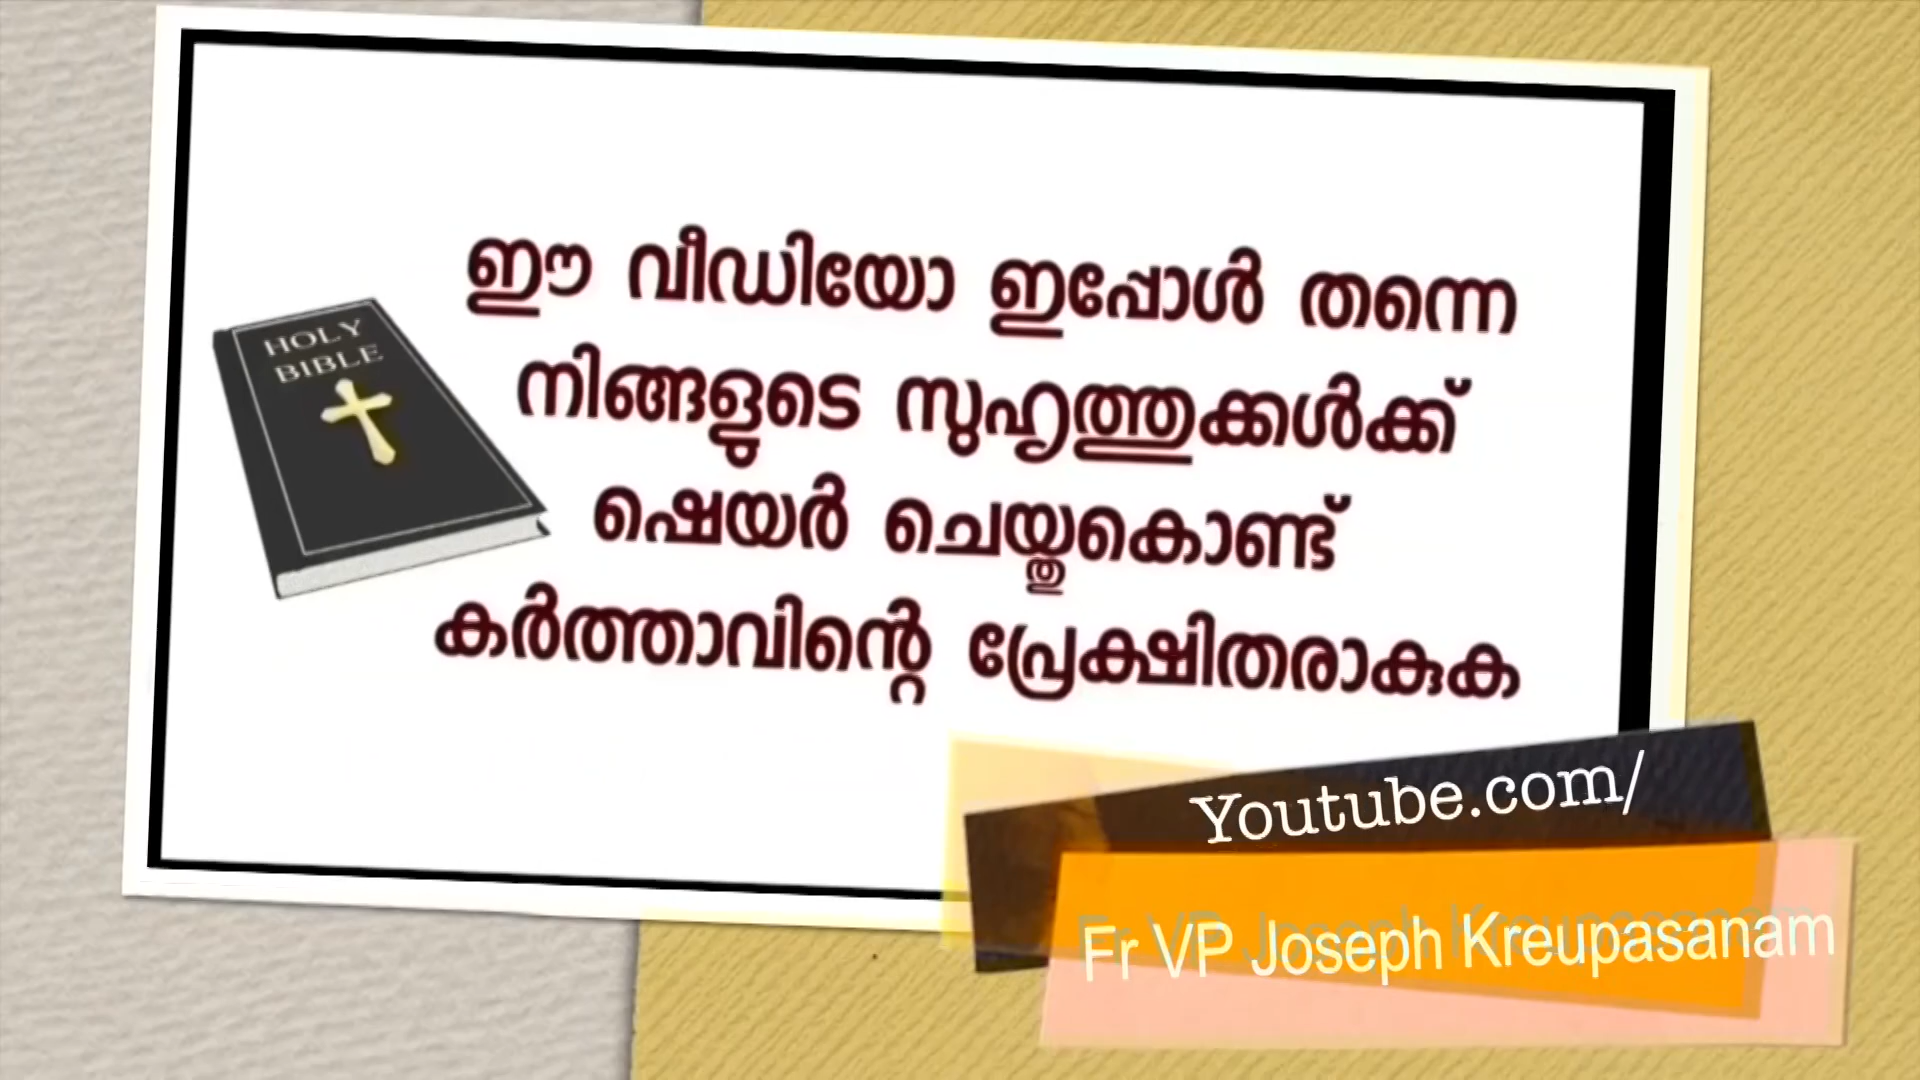 HOLY
BIBLE
ഈ വീഡിയോ ഇപ്പോൾ തന്നെ
നിങ്ങളുടെ സുഹൃത്തുക്കൾക്ക്
ഷെയർ ചെയ്തുകൊണ്ട്
കർത്താവിന്റെ പ്രേക്ഷിതരാകുക
Youtube.com/
Fr VP Joseph Kreupasanam